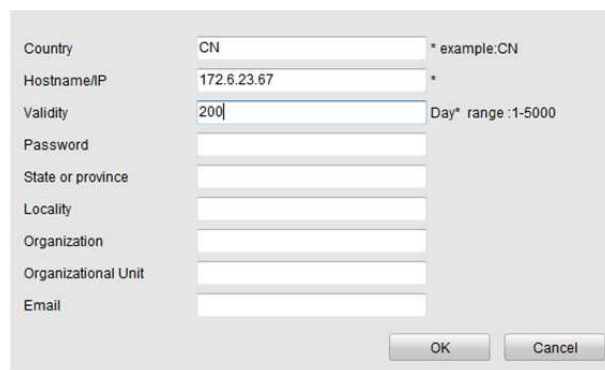 Country CN * example:CN
Hostname/IP 172.6.23.67 *
Validity 200 Day* range :1-5000
Password
State or province
Locality
Organization
Organizational Unit
Email
OK Cancel